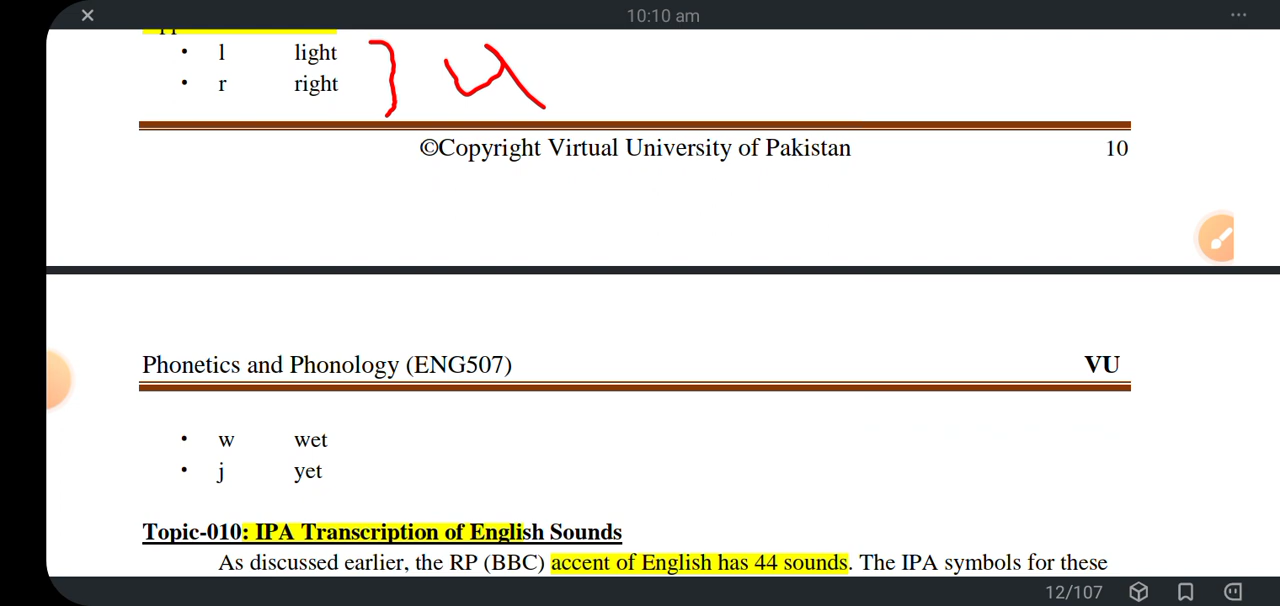 10:10 am
• l light
• r right
4
©Copyright Virtual University of Pakistan 10
Phonetics and Phonology (ENG507) VU
• w wet
• j yet
Topic-010: IPA Transcription of English Sounds
As discussed earlier, the RP (BBC) accent of English has 44 sounds. The IPA symbols for these
12/107